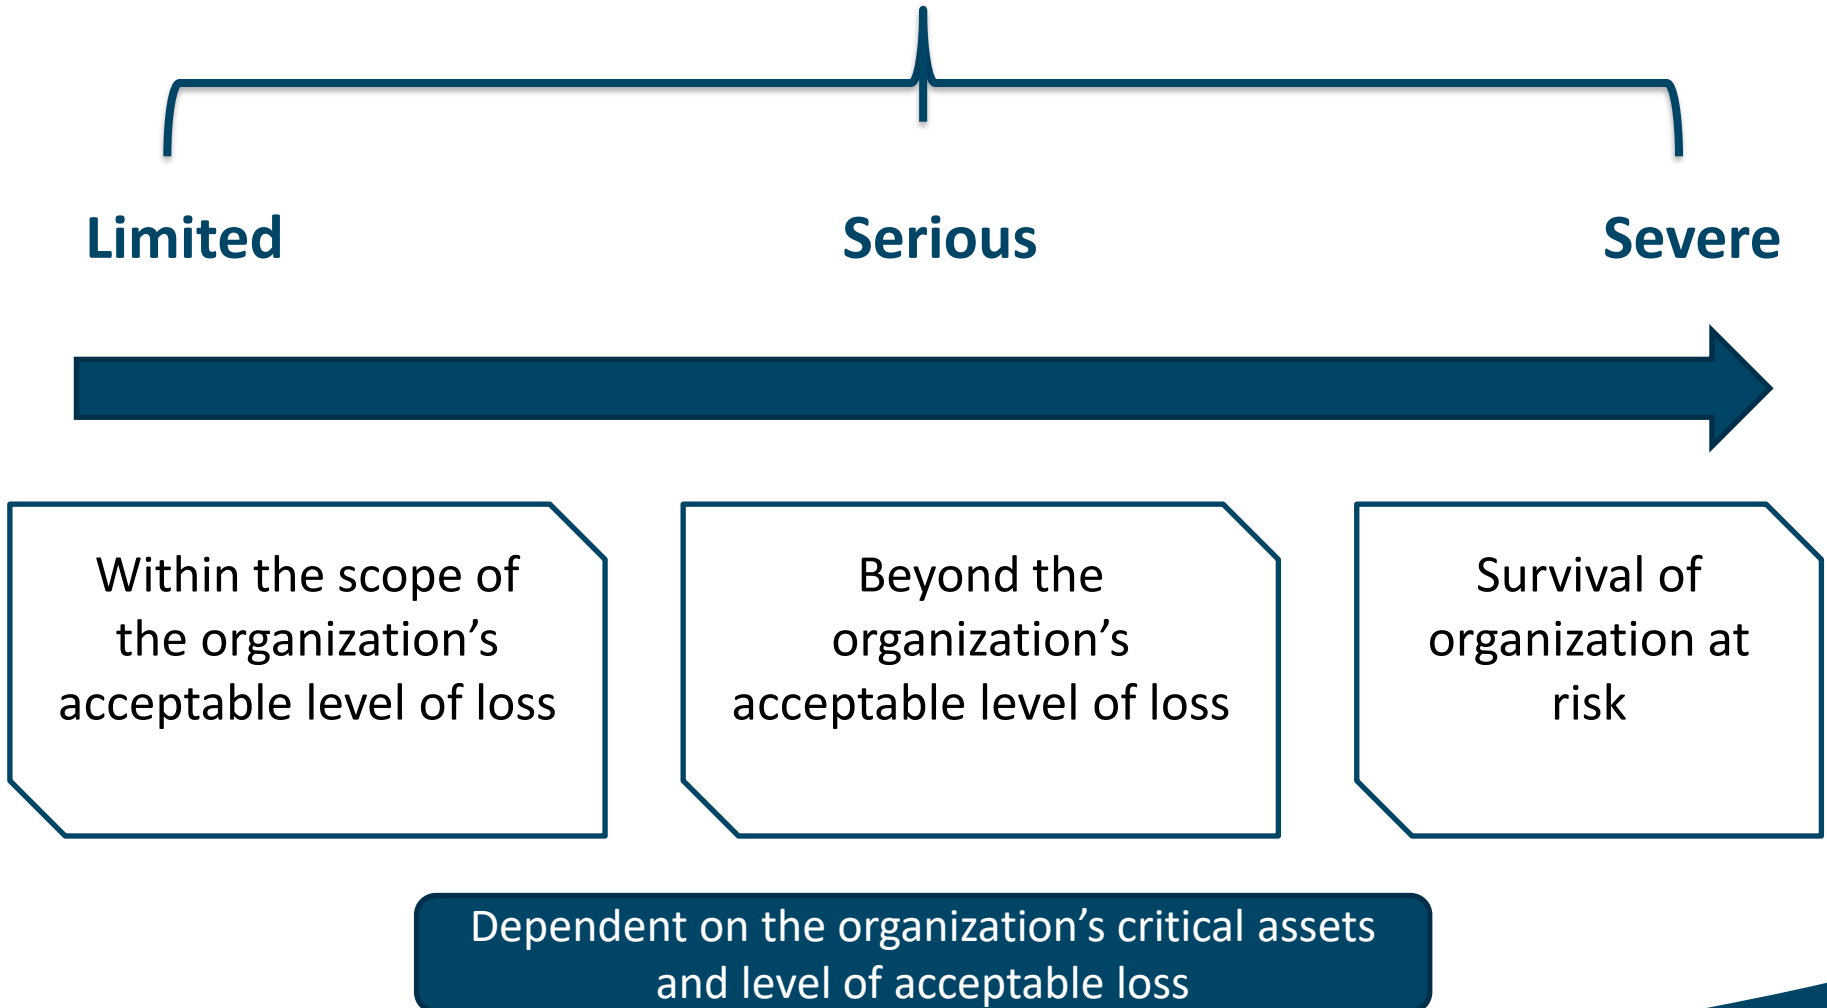 Limited
Serious
Severe
Within the scope of
the organization’s
acceptable level of loss
Beyond the
organization’s
acceptable level of loss
Survival of
organization at
risk
Dependent on the organization’s critical assets
and level of acceptable loss